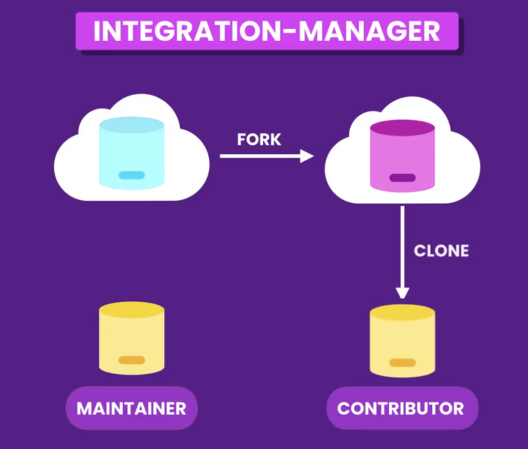 INTEGRATION-MANAGER
FORK
CLONE
MAINTAINER
CONTRIBUTOR